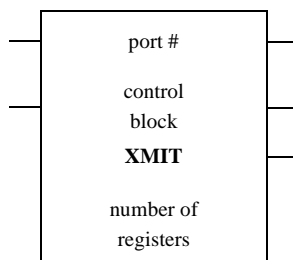 port #
control
block
XMIT
number of
registers